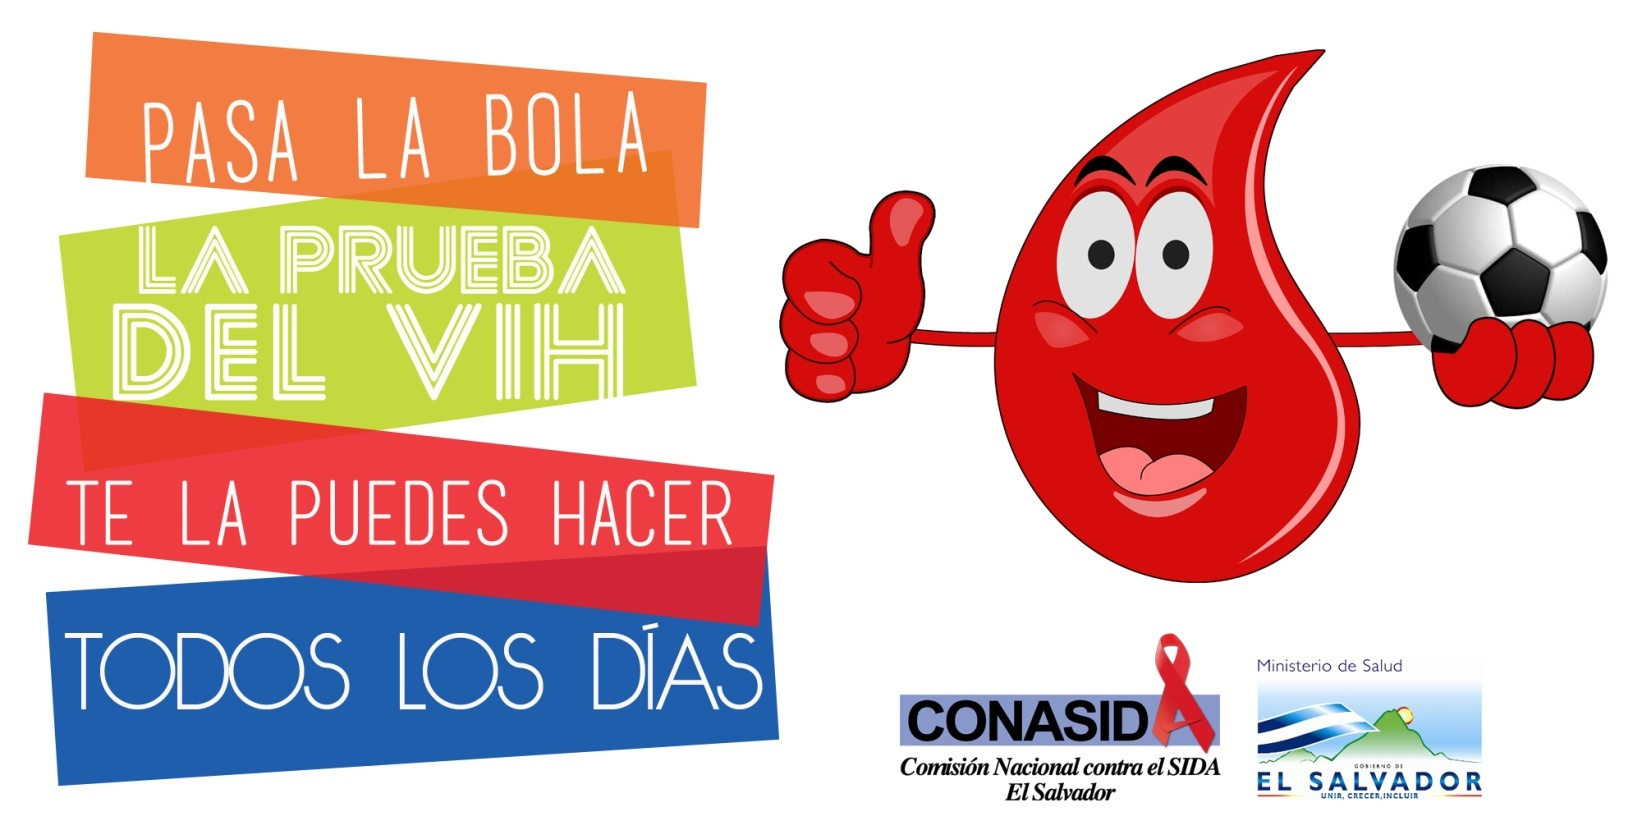 PASA LA BOLA
LA PRUEBA
DEL VIH
TE LA PUEDES HACER
TODOS LOS DÍAS
CONASIDA
Comisión Nacional contra el SIDA
El Salvador
Ministerio de Salud
GOBIERNO DE
EL SALVADOR
UNIR, CRECER, INCLUIR